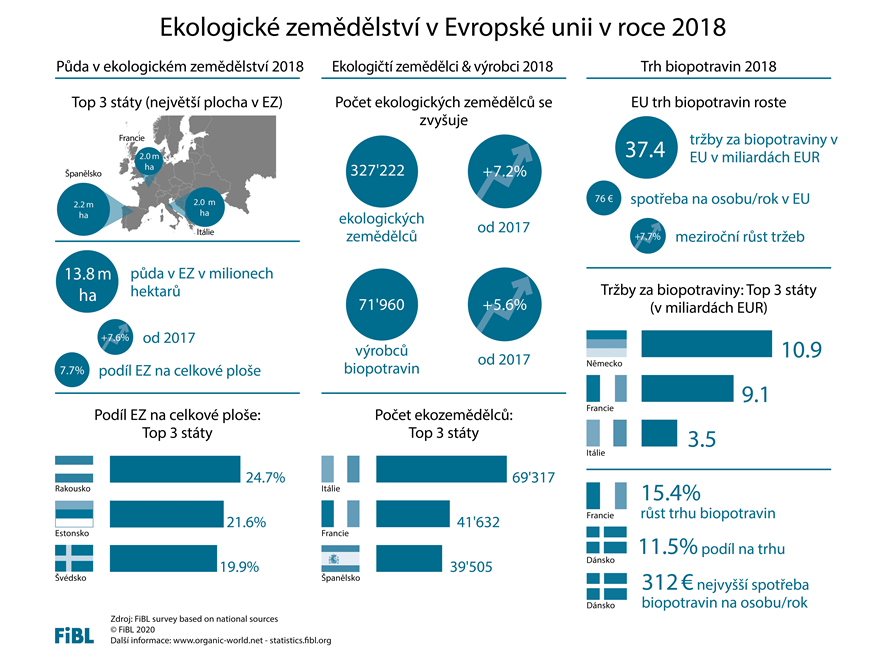 Ekologické zemědělství v Evropské unii v roce 2018
Půda v ekologickém zemědělství 2018
Top 3 státy (největší plocha v EZ)
Francie
2.0 m
ha
Španělsko
2.2 m
ha
2.0 m
ha
Itálie
13.8 m
ha
půda v EZ v milionech
hektarů
+7.6%
od 2017
7.7%
podíl EZ na celkové ploše
Podíl EZ na celkové ploše:
Top 3 státy
24.7%
Rakousko
21.6%
Estonsko
19.9%
Švédsko
Ekologičtí zemědělci & výrobci 2018
Počet ekologických zemědělců se
zvyšuje
327'222
+7.2%
ekologických
zemědělců
od 2017
71'960
+5.6%
výrobců
biopotravin
od 2017
Počet ekozemědělců:
Top 3 státy
69'317
Itálie
41'632
Francie
39'505
Španělsko
Trh biopotravin 2018
EU trh biopotravin roste
37.4
tržby za biopotraviny v
EU v miliardách EUR
76 €
spotřeba na osobu/rok v EU
+7.7%
meziroční růst tržeb
Tržby za biopotraviny: Top 3 státy
(v miliardách EUR)
10.9
Německo
9.1
Francie
3.5
Itálie
15.4%
růst trhu biopotravin
Francie
11.5% podíl na trhu
Dánsko
312 € nejvyšší spotřeba
biopotravin na osobu/rok
Dánsko
FiBL
Zdroj: FiBL survey based on national sources
© FiBL 2020
Další informace: www.organic-world.net - statistics.fibl.org